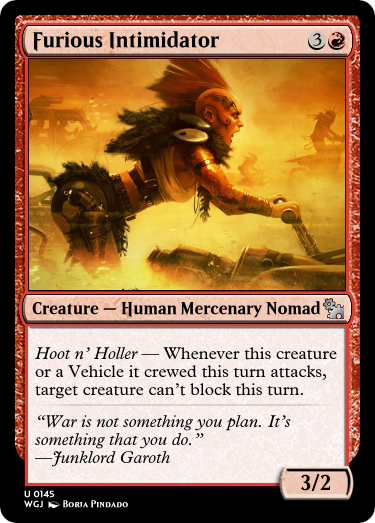 Furious Intimidator 3
Creature — Human Mercenary Nomad
Hoot n’ Holler — Whenever this creature
or a Vehicle it crewed this turn attacks,
target creature can’t block this turn.
“War is not something you plan. It’s
something that you do.”
—Junklord Garoth
3/2
U 0145
WGJ Borja Pindado